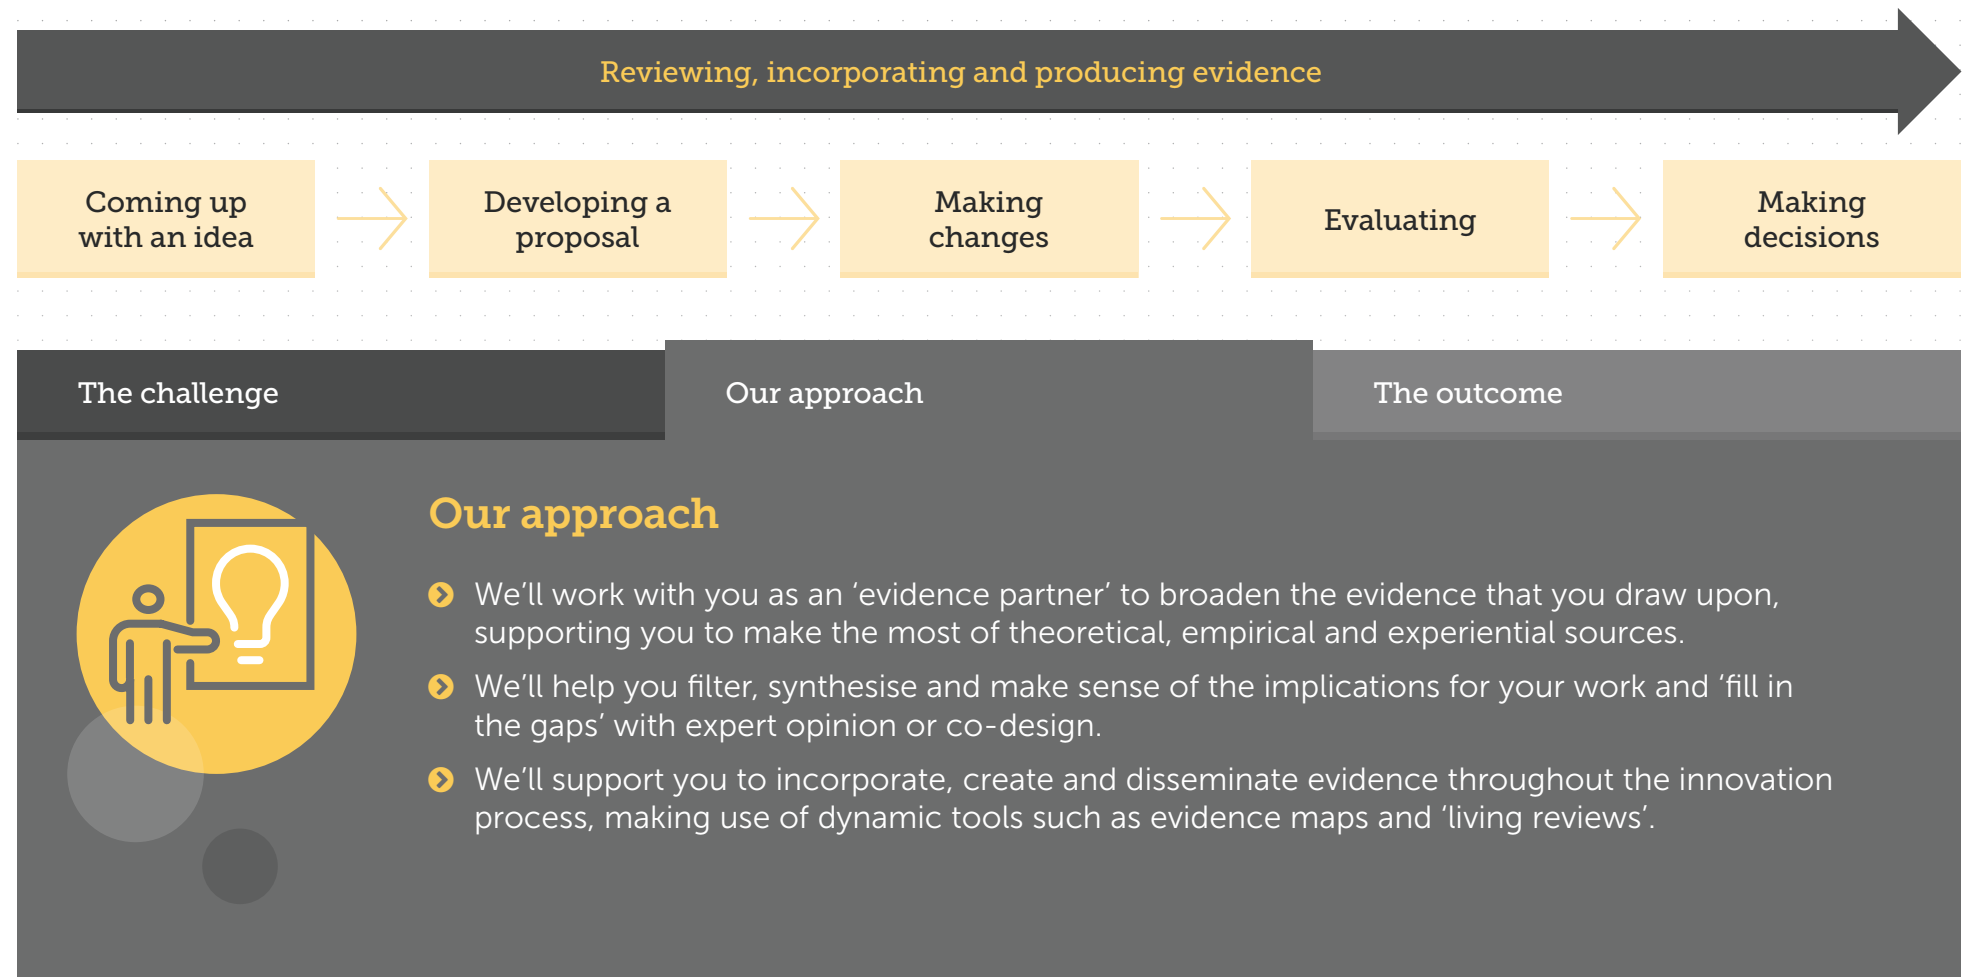 Reviewing, incorporating and producing evidence
Coming up
with an idea
Developing a
proposal
Making
changes
Evaluating
Making
decisions
The challenge
Our approach
The outcome
Our approach
We’ll work with you as an ‘evidence partner’ to broaden the evidence that you draw upon,
supporting you to make the most of theoretical, empirical and experiential sources.
We’ll help you filter, synthesise and make sense of the implications for your work and ‘fill in
the gaps’ with expert opinion or co-design.
We’ll support you to incorporate, create and disseminate evidence throughout the innovation
process, making use of dynamic tools such as evidence maps and ‘living reviews’.